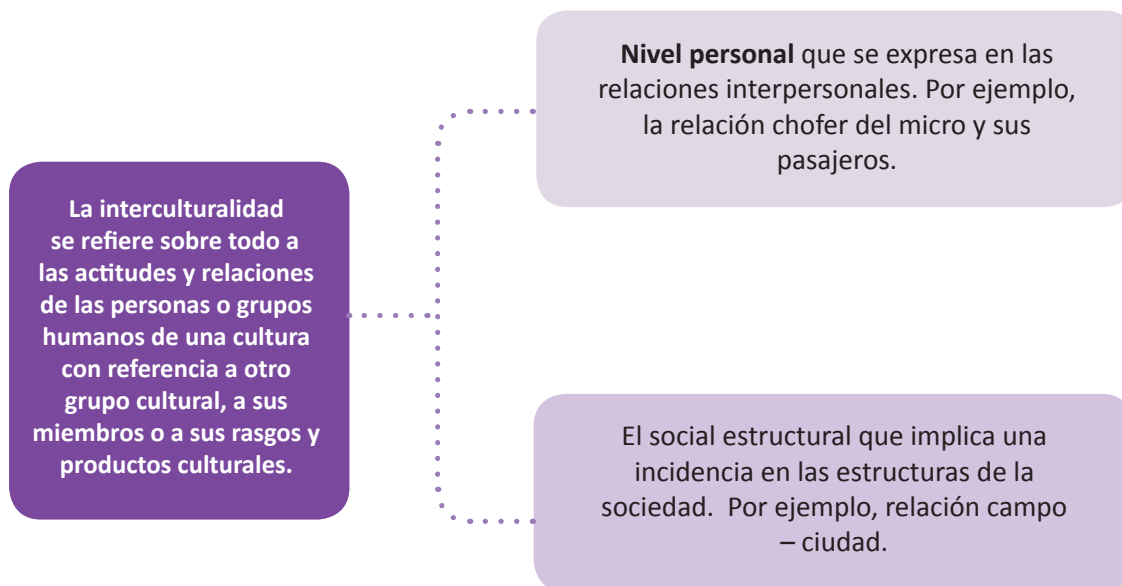 La interculturalidad
se refiere sobre todo a
las actitudes y relaciones
de las personas o grupos
humanos de una cultura
con referencia a otro
grupo cultural, a sus
miembros o a sus rasgos y
productos culturales.
Nivel personal que se expresa en las
relaciones interpersonales. Por ejemplo,
la relación chofer del micro y sus
pasajeros.
El social estructural que implica una
incidencia en las estructuras de la
sociedad.  Por ejemplo, relación campo
– ciudad.